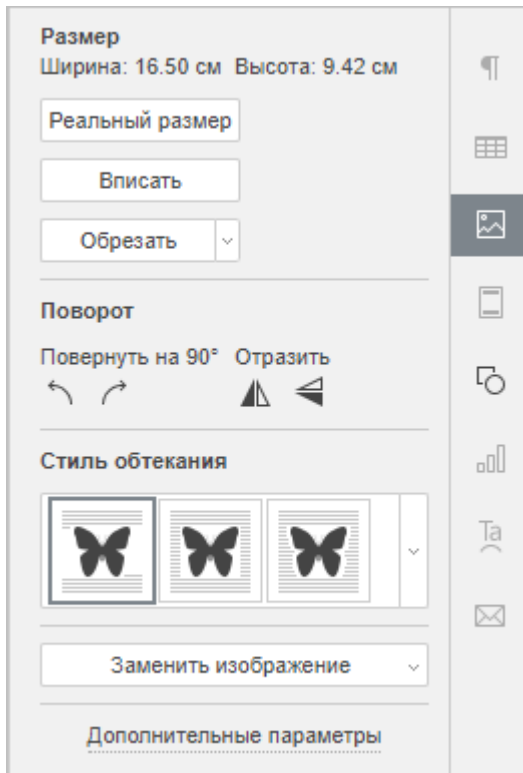 Размер
Ширина: 16.50 см Высота: 9.42 см
Реальный размер
Вписать
Обрезать
Поворот
Повернуть на 90° Отразить
Стиль обтекания
Заменить изображение
Дополнительные параметры
Ta